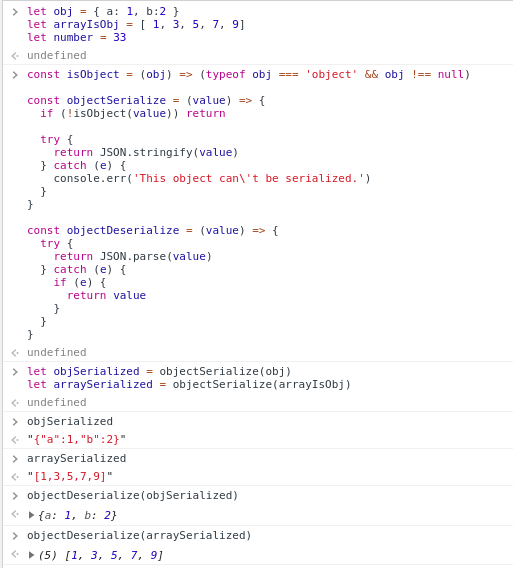 let obj = { a: 1, b:2 }
let arrayIsObj = [ 1, 3, 5, 7, 9]
let number = 33
undefined
const isObject = (obj) => (typeof obj === 'object' && obj !== null)
const objectSerialize = (value) => {
if (!isObject(value)) return
try {
return JSON.stringify(value)
} catch (e) {
console.err('This object can\'t be serialized.')
}
}
const objectDeserialize = (value) => {
try {
return JSON.parse(value)
} catch (e) {
if (e) {
return value
}
}
}
undefined
let objSerialized = objectSerialize(obj)
let arraySerialized = objectSerialize(arrayIsObj)
undefined
objSerialized
"{"a":1,"b":2}"
arraySerialized
"[1,3,5,7,9]"
objectDeserialize(objSerialized)
{a: 1, b: 2}
objectDeserialize(arraySerialized)
(5) [1, 3, 5, 7, 9]